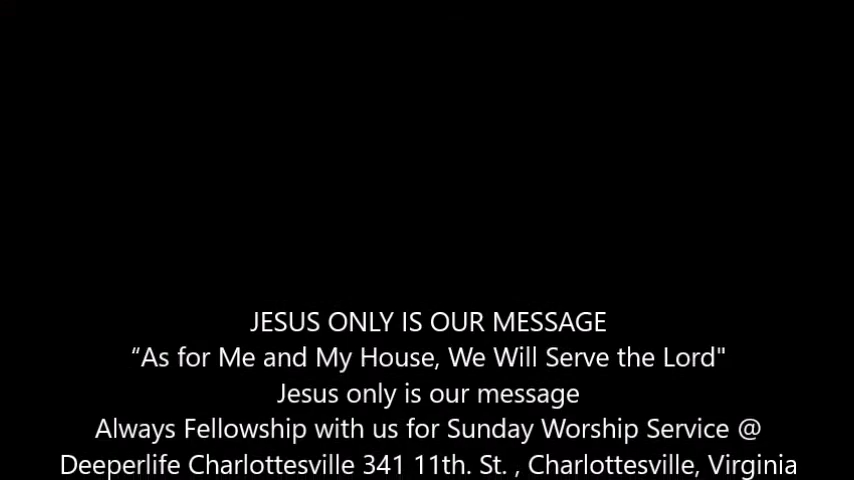 JESUS ONLY IS OUR MESSAGE
“As for Me and My House, We Will Serve the Lord"
Jesus only is our message
Always Fellowship with us for Sunday Worship Service @
Deeperlife Charlottesville 341 11th. St. , Charlottesville, Virginia